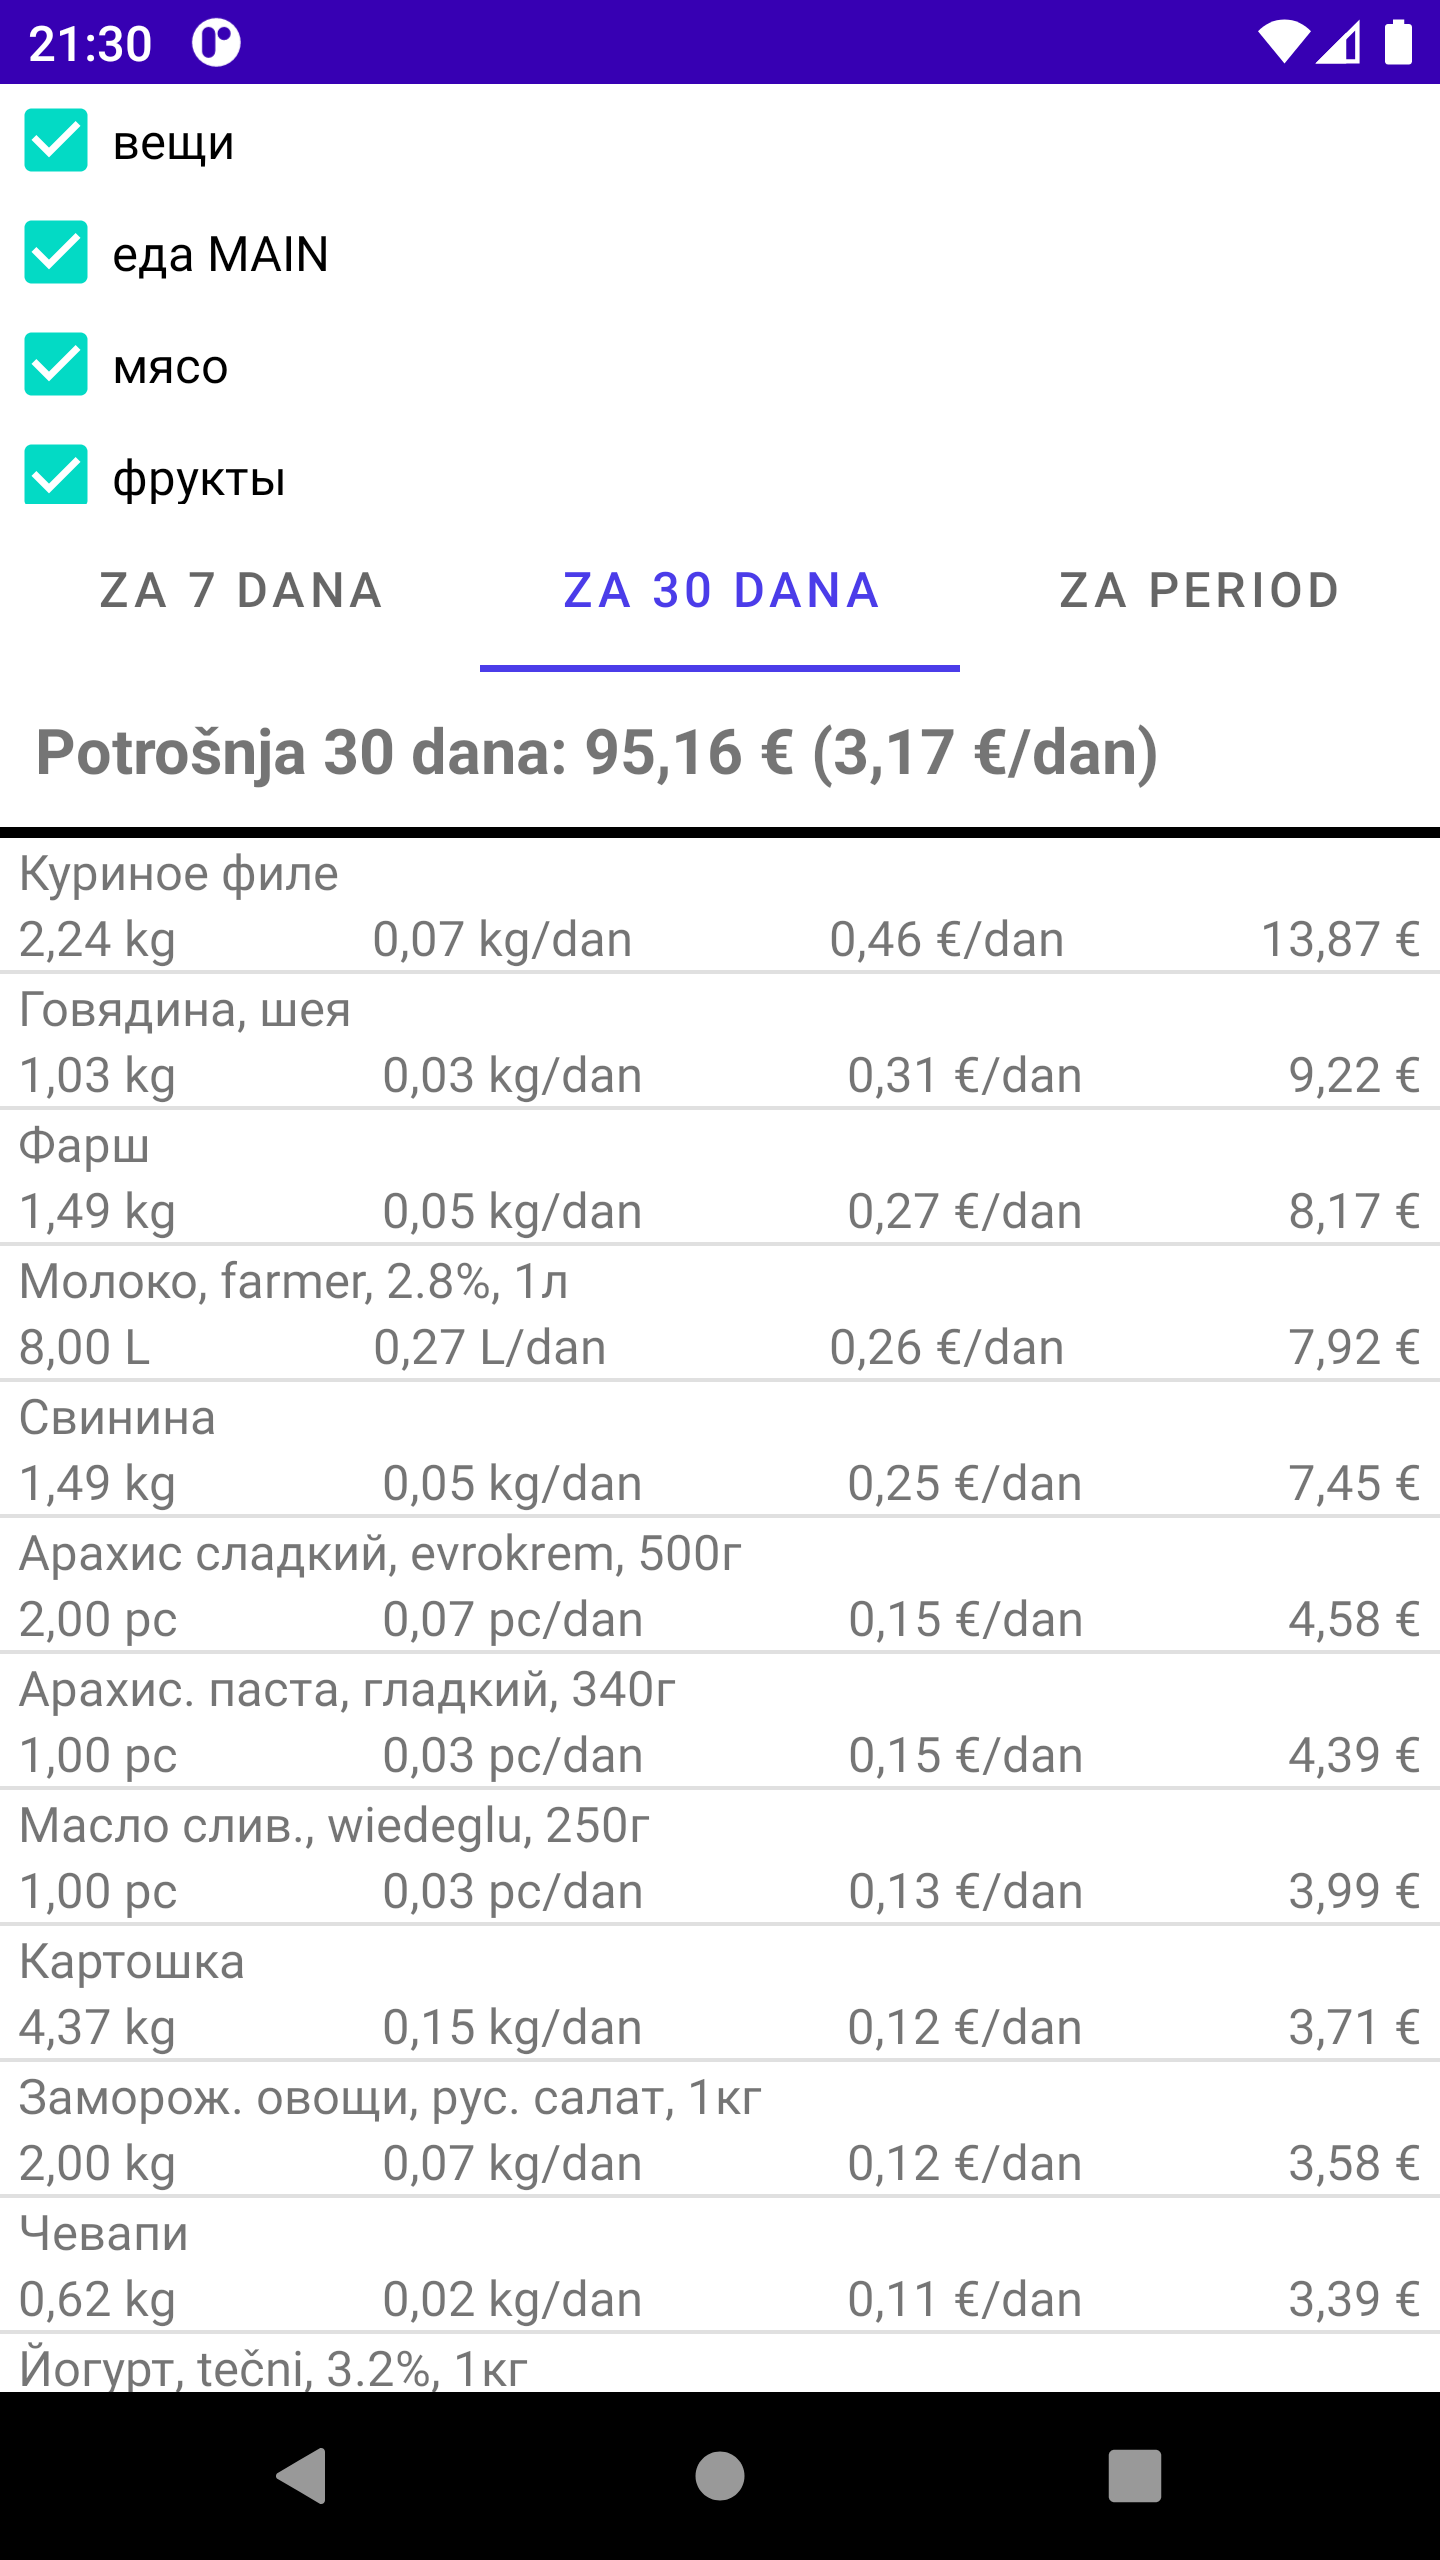 21:30
вещи
еда MAIN
мясо
фрукты
ZA 7 DANA ZA 30 DANA ZA PERIOD
Potrošnja 30 dana: 95,16 € (3,17 €/dan)
Куриное филе
2,24 kg 0,07 kg/dan 0,46 €/dan 13,87 €
Говядина, шея
1,03 kg 0,03 kg/dan 0,31 €/dan 9,22 €
Фарш
1,49 kg 0,05 kg/dan 0,27 €/dan 8,17 €
Молоко, farmer, 2.8%, 1л
8,00 L 0,27 L/dan 0,26 €/dan 7,92 €
Свинина
1,49 kg 0,05 kg/dan 0,25 €/dan 7,45 €
Арахис сладкий, evrokrem, 500г
2,00 pc 0,07 pc/dan 0,15 €/dan 4,58 €
Арахис. паста, гладкий, 340г
1,00 pc 0,03 pc/dan 0,15 €/dan 4,39 €
Масло слив., wiedeglu, 250г
1,00 pc 0,03 pc/dan 0,13 €/dan 3,99 €
Картошка
4,37 kg 0,15 kg/dan 0,12 €/dan 3,71 €
Заморож. овощи, рус. салат, 1кг
2,00 kg 0,07 kg/dan 0,12 €/dan 3,58 €
Чевапи
0,62 kg 0,02 kg/dan 0,11 €/dan 3,39 €
Йогурт, tečni, 3.2%, 1кг